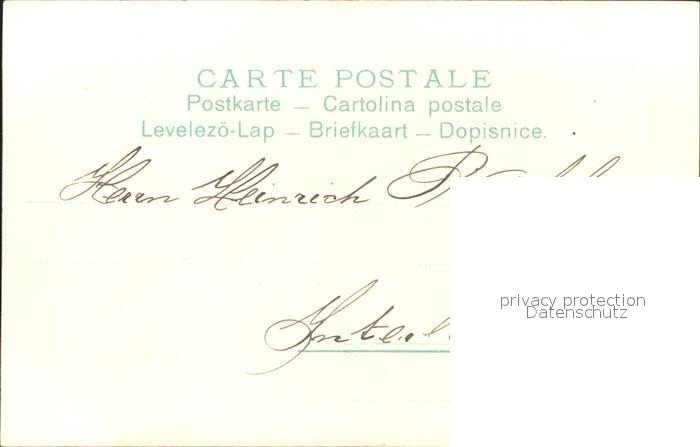 CARTE POSTALE
Postkarte — Cartolina postale
Levelező-Lap — Briefkaart — Dopisnice.
Herrn Heinrich
privacy protection
Datenschutz